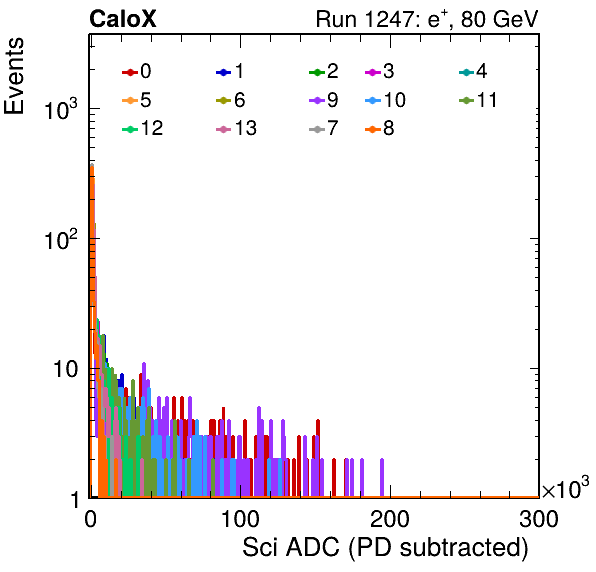 CaloX Run 1247: e⁺, 80 GeV
Events
0 1 2 3 4
5 6 9 10 11
12 13 7 8
10³
10²
10
1
0 100 200 300
×10³
Sci ADC (PD subtracted)